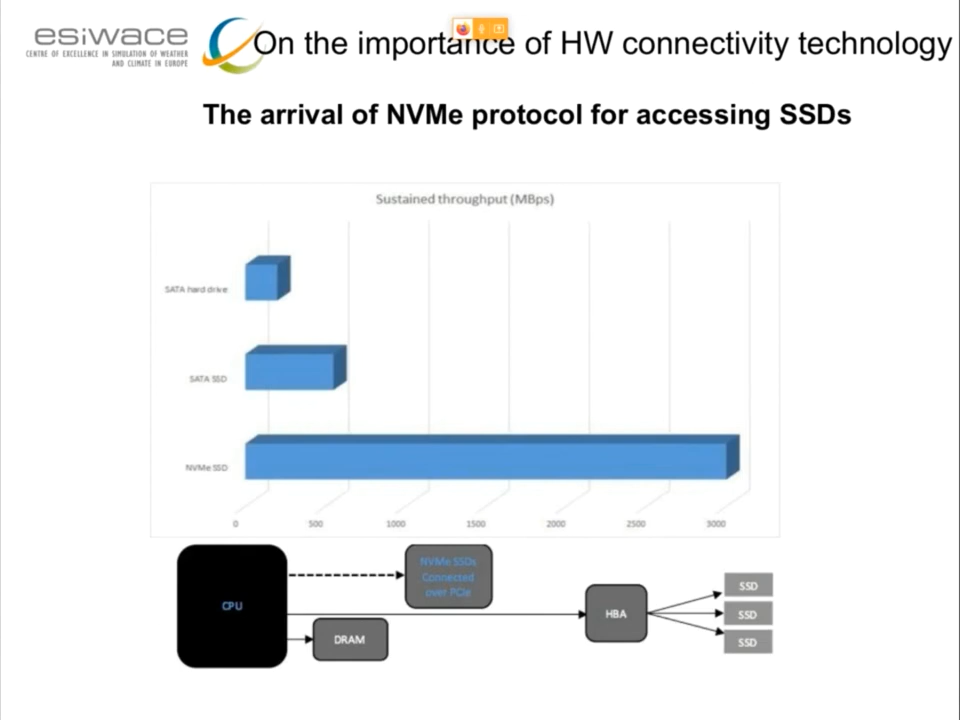 esiwace
CENTRE OF EXCELLENCE IN SIMULATION OF WEATHER
AND CLIMATE IN EUROPE
On the importance of HW connectivity technology
The arrival of NVMe protocol for accessing SSDs
Sustained throughput (MBps)
SATA hard drive
SATA SSD
NVMe SSD
0 500 1000 1500 2000 2500 3000
NVMe SSDs
Connected
over PCIe
CPU
DRAM
HBA
SSD
SSD
SSD